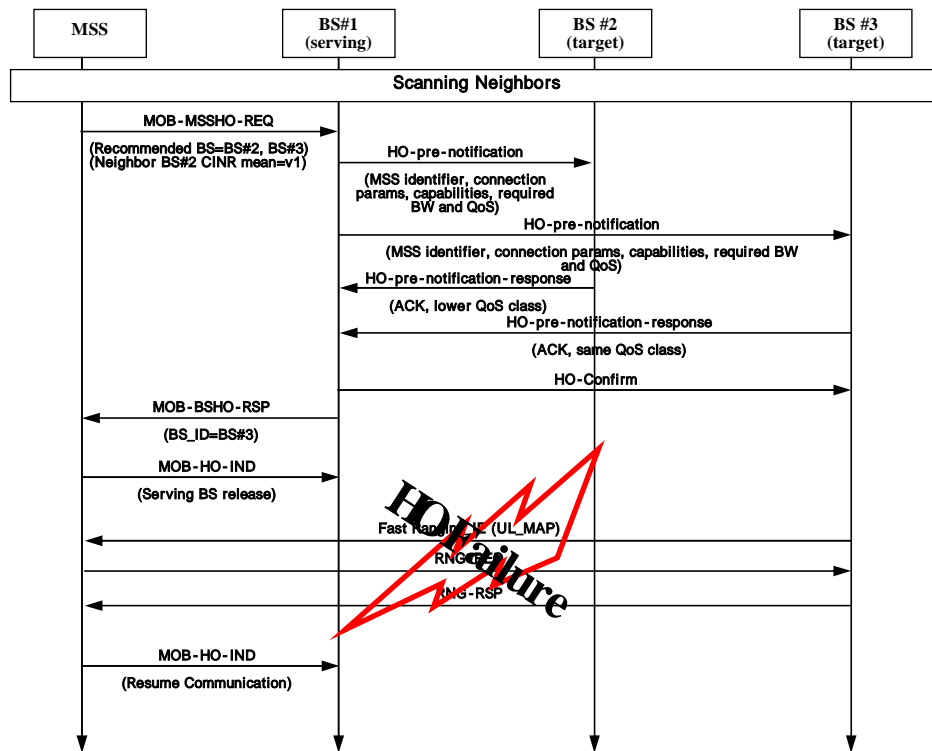 MSS
BS#1
(serving)
BS #2
(target)
BS #3
(target)
Scanning Neighbors
MOB-MSSHO-REQ
(Recommended BS=BS#2, BS#3)
(Neighbor BS#2 CINR mean=v1)
HO-pre-notification
(MSS identifier, connection
params, capabilities, required
BW and QoS)
HO-pre-notification
(MSS identifier, connection params, capabilities, required BW
and QoS)
HO-pre-notification-response
(ACK, lower QoS class)
HO-pre-notification-response
(ACK, same QoS class)
HO-Confirm
MOB-BSHO-RSP
(BS_ID=BS#3)
MOB-HO-IND
(Serving BS release)
HO Failure
Fast (UL_MAP)
RNG-RSP
MOB-HO-IND
(Resume Communication)